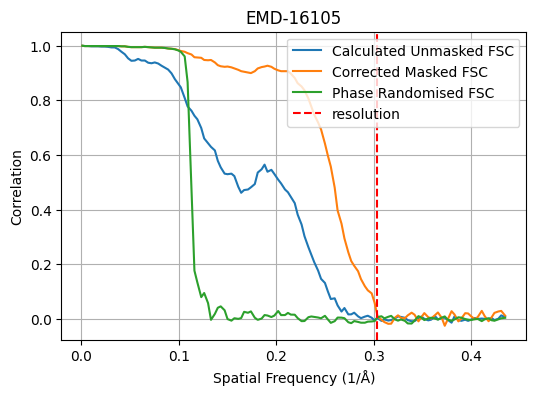 EMD-16105
1.0
0.8
0.6
0.4
0.2
0.0
Correlation
Calculated Unmasked FSC
Corrected Masked FSC
Phase Randomised FSC
resolution
0.0 0.1 0.2 0.3 0.4
Spatial Frequency (1/Å)